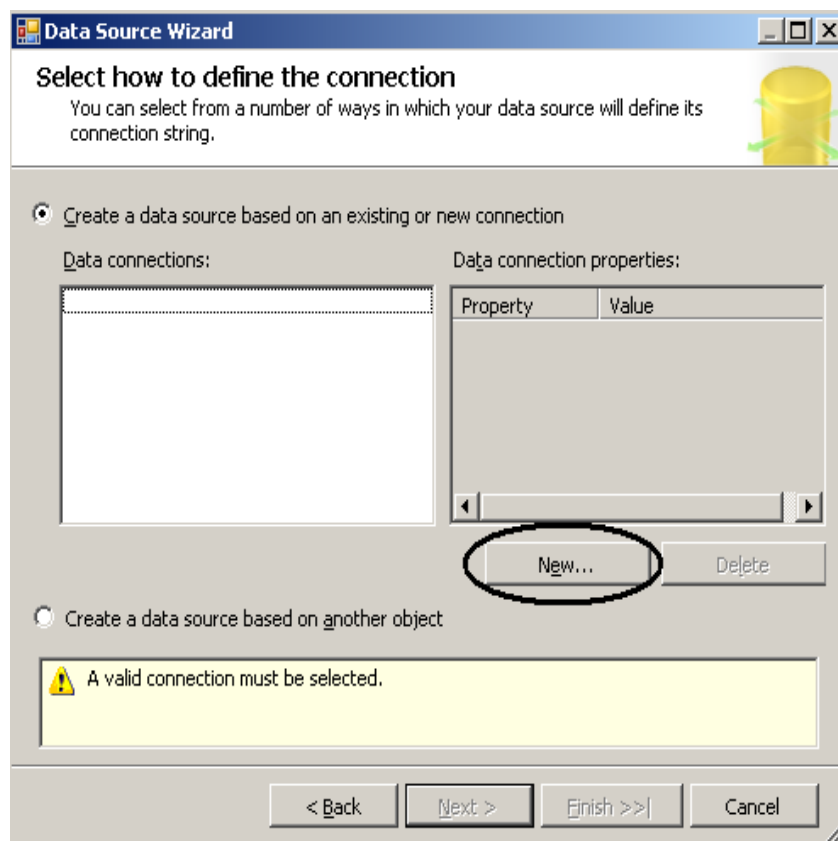 Data Source Wizard
Select how to define the connection
You can select from a number of ways in which your data source will define its
connection string.
Create a data source based on an existing or new connection
Data connections:
Data connection properties:
Property Value
New... Delete
Create a data source based on another object
A valid connection must be selected.
< Back Next > Finish >>| Cancel